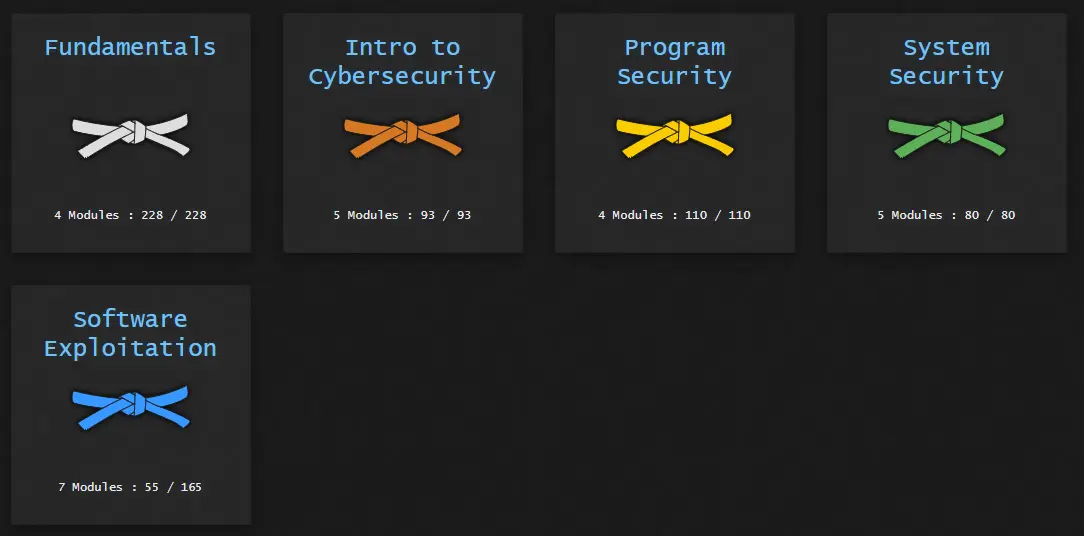 Fundamentals
4 Modules : 228 / 228
Intro to
Cybersecurity
5 Modules : 93 / 93
Program
Security
4 Modules : 110 / 110
System
Security
5 Modules : 80 / 80
Software
Exploitation
7 Modules : 55 / 165